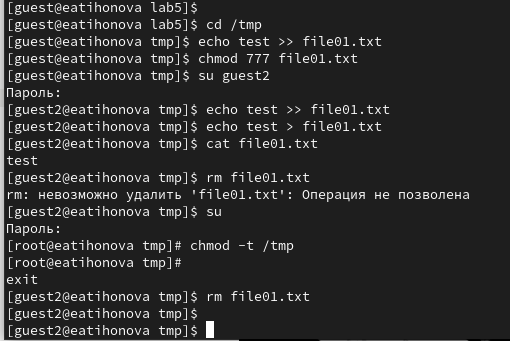 [guest@eatihonova lab5]$
[guest@eatihonova lab5]$ cd /tmp
[guest@eatihonova tmp]$ echo test >> file01.txt
[guest@eatihonova tmp]$ chmod 777 file01.txt
[guest@eatihonova tmp]$ su guest2
Пароль:
[guest2@eatihonova tmp]$ echo test >> file01.txt
[guest2@eatihonova tmp]$ echo test > file01.txt
[guest2@eatihonova tmp]$ cat file01.txt
test
[guest2@eatihonova tmp]$ rm file01.txt
rm: невозможно удалить 'file01.txt': Операция не позволена
[guest2@eatihonova tmp]$ su
Пароль:
[root@eatihonova tmp]# chmod -t /tmp
[root@eatihonova tmp]#
exit
[guest2@eatihonova tmp]$ rm file01.txt
[guest2@eatihonova tmp]$
[guest2@eatihonova tmp]$